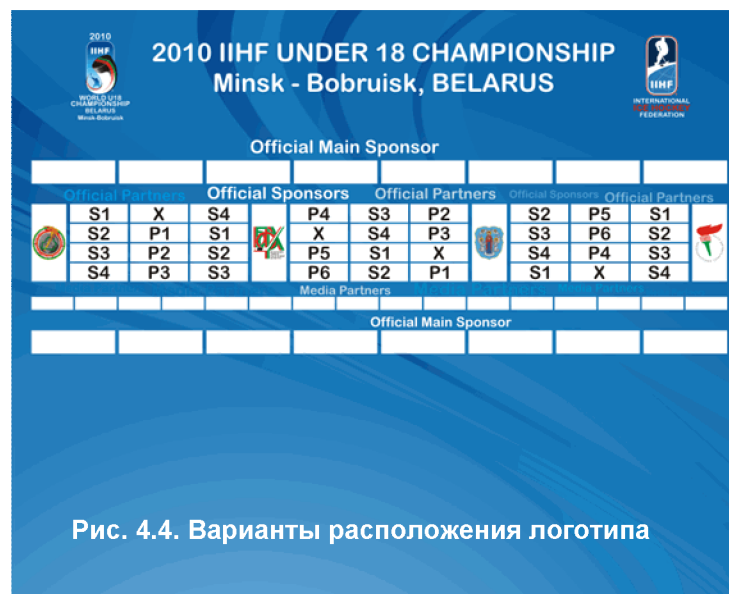 2010
IIHF
WORLD U18
CHAMPIONSHIP
BELARUS
Minsk-Bobruisk
2010 IIHF UNDER 18 CHAMPIONSHIP
Minsk - Bobruisk, BELARUS
IIHF
INTERNATIONAL
ICE HOCKEY
FEDERATION
Official Main Sponsor
Official Partners Official Sponsors Official Partners Official Sponsors Official Partners
S1 X S4 P4 S3 P2 S2 P5 S1
S2 P1 S1 X S4 P3 S3 P6 S2
S3 P2 S2 P5 S1 X S4 P4 S3
S4 P3 S3 P6 S2 P1 S1 X S4
Media Partners Media Partners Media Partners
Official Main Sponsor
Рис. 4.4. Варианты расположения логотипа